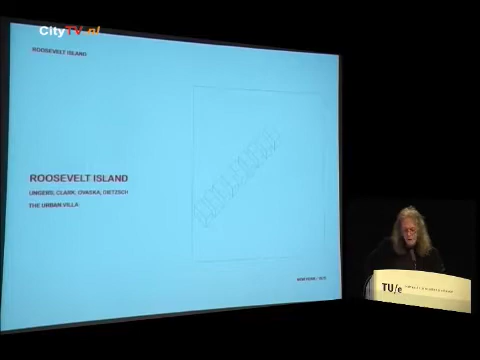 CityTV.nl
ROOSEVELT ISLAND
ROOSEVELT ISLAND
UNGERS, CLARK, OVASKA, DIETZSCH
THE URBAN VILLA
TU/e